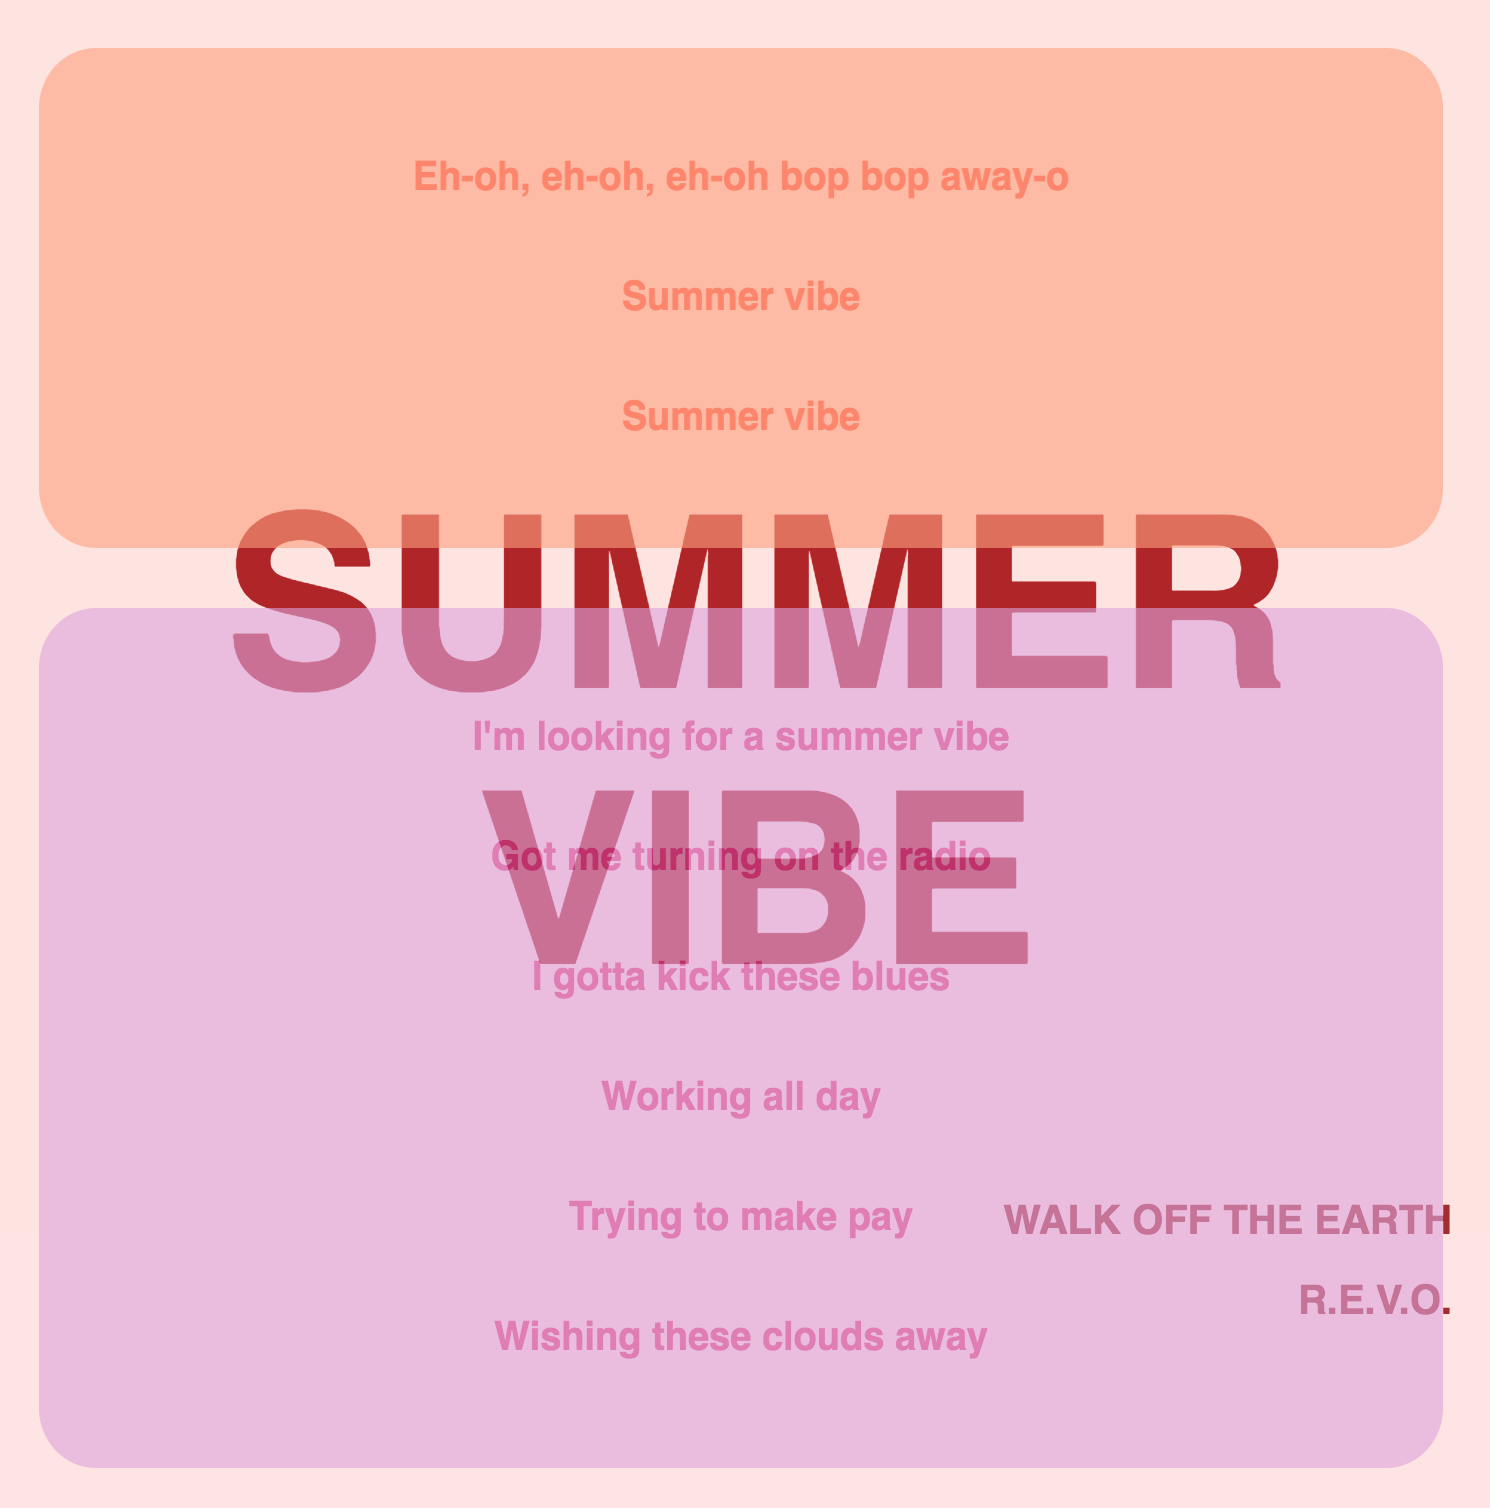 Eh-oh, eh-oh, eh-oh bop bop away-o
Summer vibe
Summer vibe
SUMMER
I'm looking for a summer vibe
VIBE
Got me turning on the radio
I gotta kick these blues
Working all day
Trying to make pay
WALK OFF THE EARTH
R.E.V.O.
Wishing these clouds away